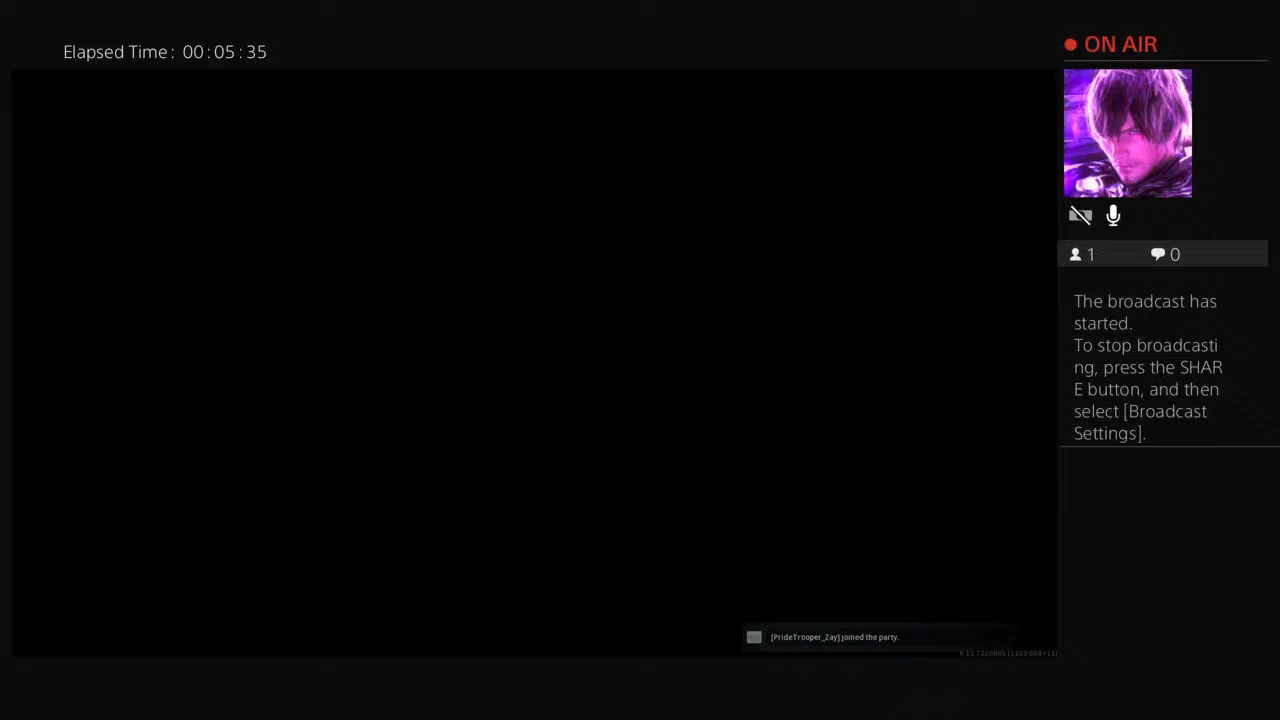 Elapsed Time: 00:05:35
ON AIR
1
0
The broadcast has
started.
To stop broadcasti
ng, press the SHAR
E button, and then
select [Broadcast
Settings].
[PrideTrooper_Zay] joined the party.